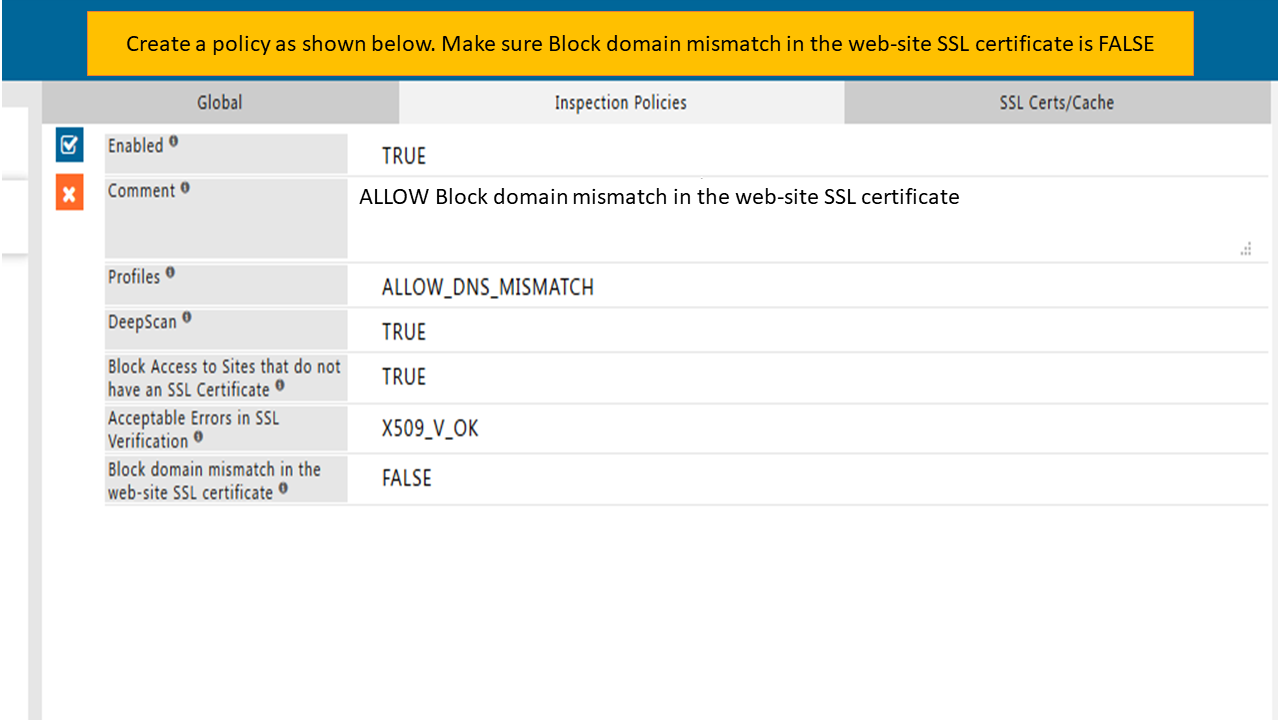 Create a policy as shown below. Make sure Block domain mismatch in the web-site SSL certificate is FALSE
Global
Inspection Policies
SSL Certs/Cache
Enabled
TRUE
Comment
ALLOW Block domain mismatch in the web-site SSL certificate
Profiles
ALLOW_DNS_MISMATCH
DeepScan
TRUE
Block Access to Sites that do not
have an SSL Certificate
TRUE
Acceptable Errors in SSL
Verification
X509_V_OK
Block domain mismatch in the
web-site SSL certificate
FALSE